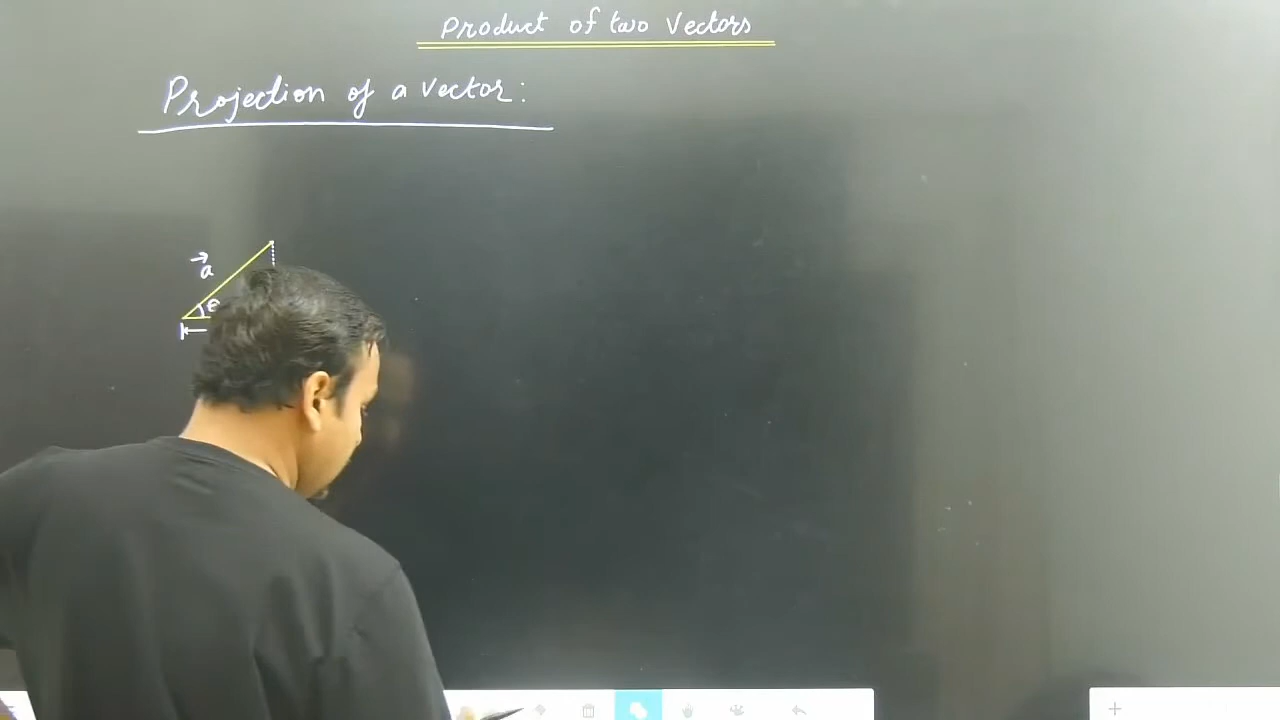 Product of two Vectors
Projection of a vector:
a
θ